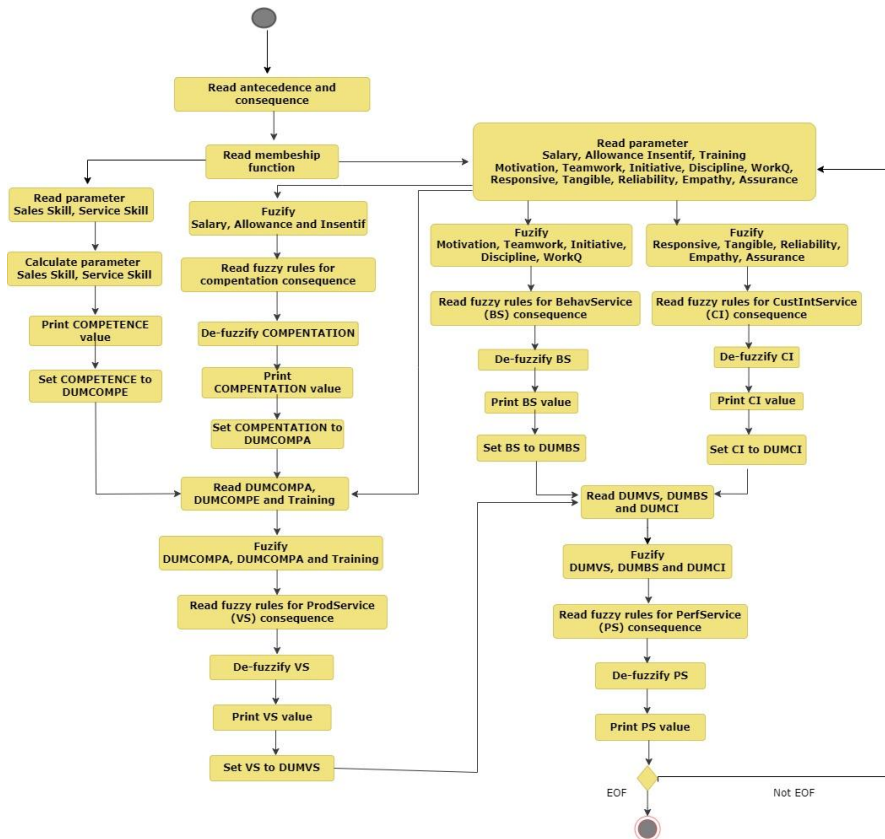 Read antecedence and
consequence
Read membeship
function
Read parameter
Salary, Allowance Insentif, Training
Motivation, Teamwork, Initiative, Discipline, WorkQ,
Responsive, Tangible, Reliability, Empathy, Assurance
Read parameter
Sales Skill, Service Skill
Calculate parameter
Sales Skill, Service Skill
Print COMPETENCE
value
Set COMPETENCE to
DUMCOMPE
Fuzify
Salary, Allowance and Insentif
Read fuzzy rules for
compentation consequence
De-fuzzify COMPENTATION
Print
COMPENTATION value
Set COMPENTATION to
DUMCOMPA
Fuzify
Motivation, Teamwork, Initiative,
Discipline, WorkQ
Read fuzzy rules for BehavService
(BS) consequence
De-fuzzify BS
Print BS value
Set BS to DUMBS
Fuzify
Responsive, Tangible, Reliability,
Empathy, Assurance
Read fuzzy rules for CustIntService
(CI) consequence
De-fuzzify CI
Print CI value
Set CI to DUMCI
Read DUMCOMPA,
DUMCOMPE and Training
Fuzify
DUMCOMPA, DUMCOMPA and Training
Read fuzzy rules for ProdService
(VS) consequence
De-fuzzify VS
Print VS value
Set VS to DUMVS
Read DUMVS, DUMBS
and DUMCI
Fuzify
DUMVS, DUMBS and DUMCI
Read fuzzy rules for PerfService
(PS) consequence
De-fuzzify PS
Print PS value
EOF
Not EOF